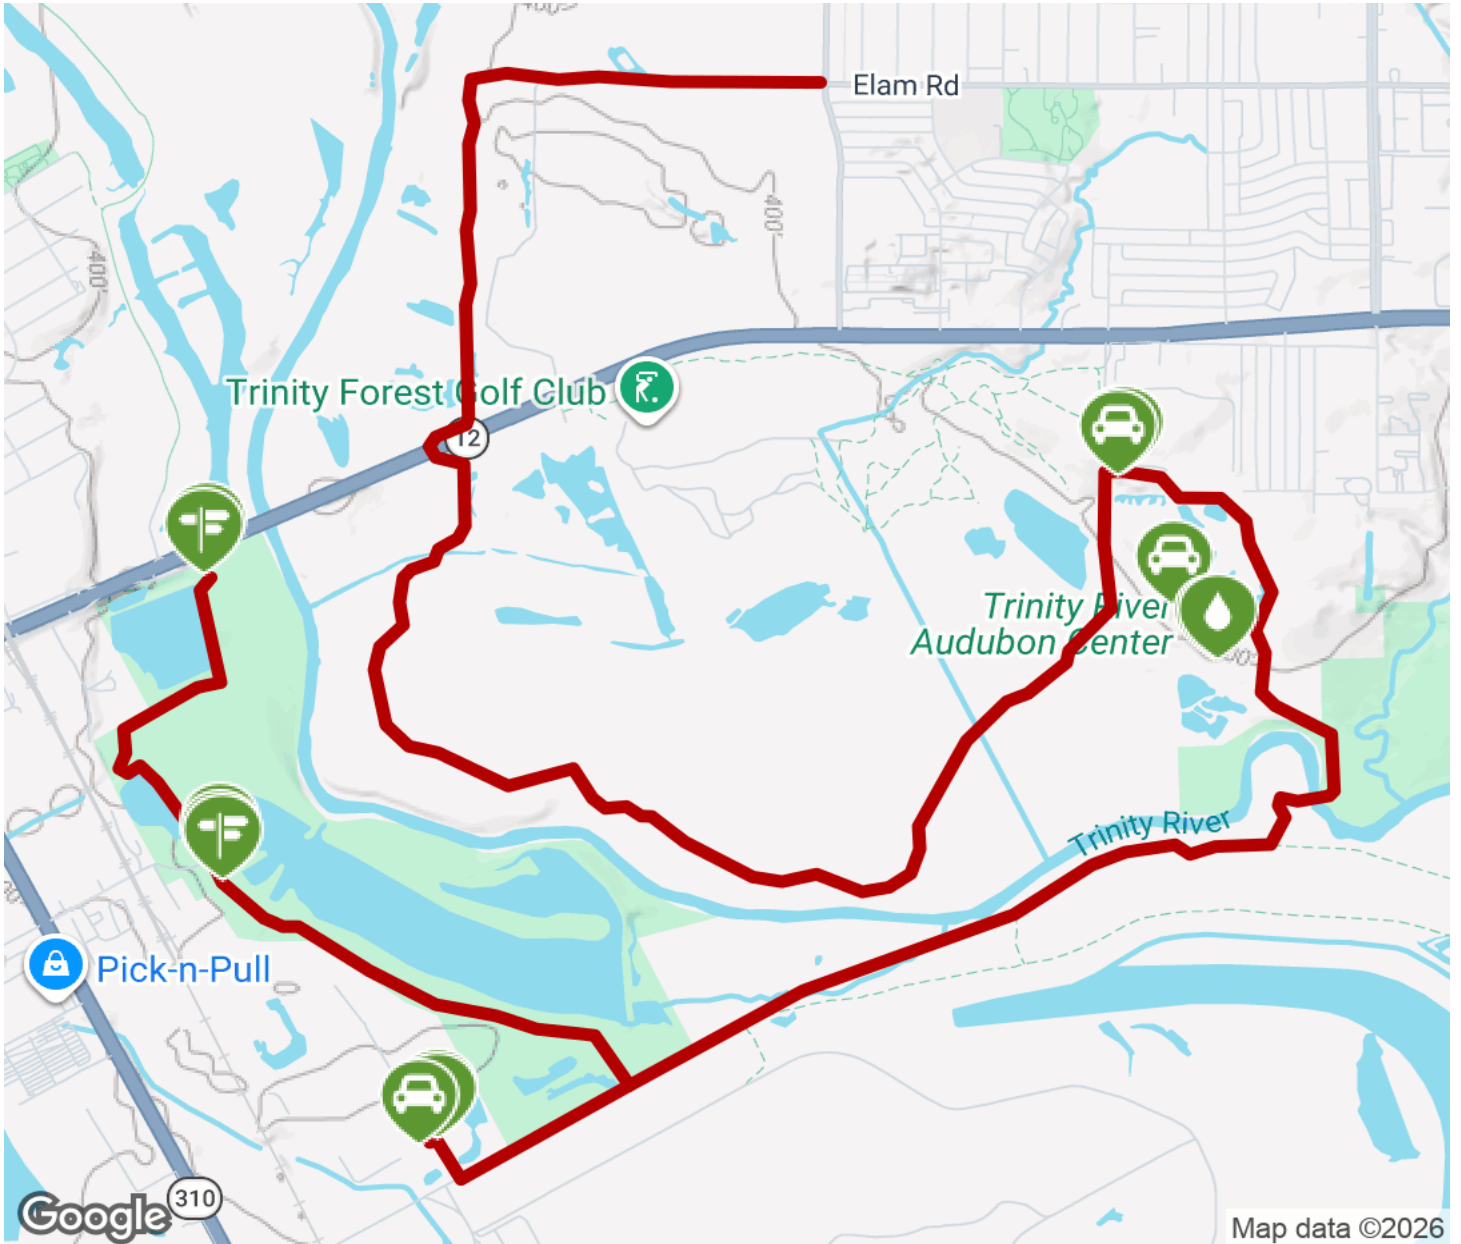 400'
Elam Rd
400'
400'
Trinity Forest Golf Club
12
Trinity River
Audubon Center
Trinity River
Pick-n-Pull
310
Google
Map data ©2026